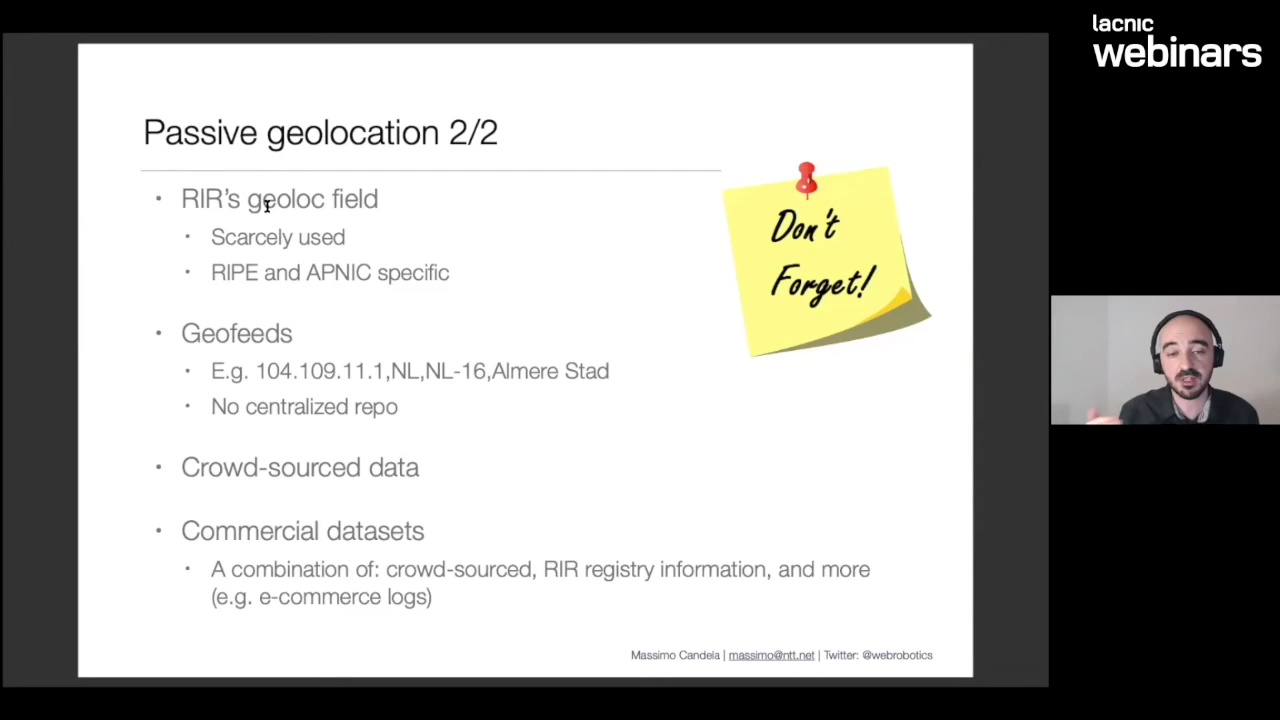 lacnic
webinars
Passive geolocation 2/2
• RIR's geoloc field
• Scarcely used
• RIPE and APNIC specific
• Geofeeds
• E.g. 104.109.11.1,NL,NL-16,Almere Stad
• No centralized repo
• Crowd-sourced data
• Commercial datasets
• A combination of: crowd-sourced, RIR registry information, and more
(e.g. e-commerce logs)
Don't
Forget!
Massimo Candela | massimo@ntt.net | Twitter: @webrobotics